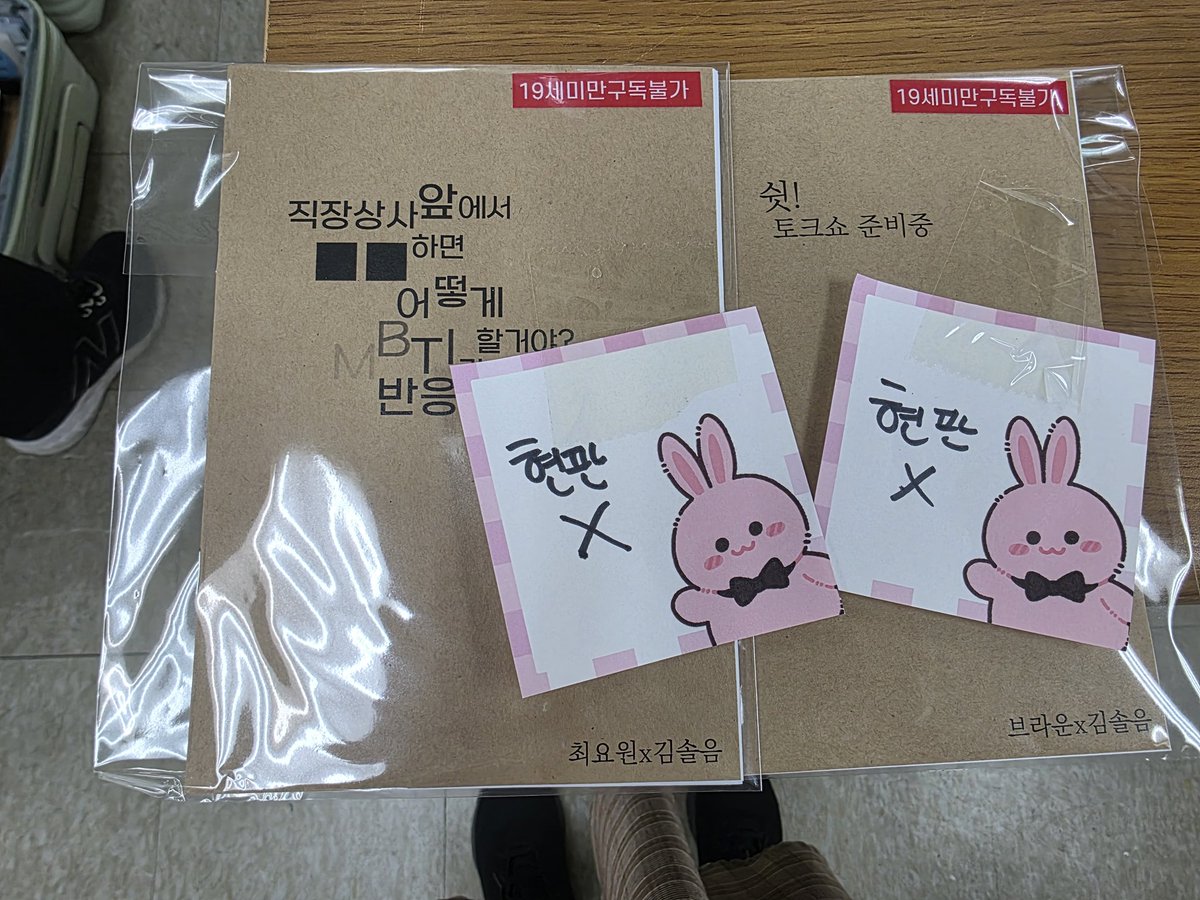 19세미만구독불가
직장상사앞에서
■■하면
어떻게
할거야?
MBTI
반응
최요원x김솔음
19세미만구독불가
쉿!
토크쇼 준비중
브라운x김솔음
현판
X
현판
X